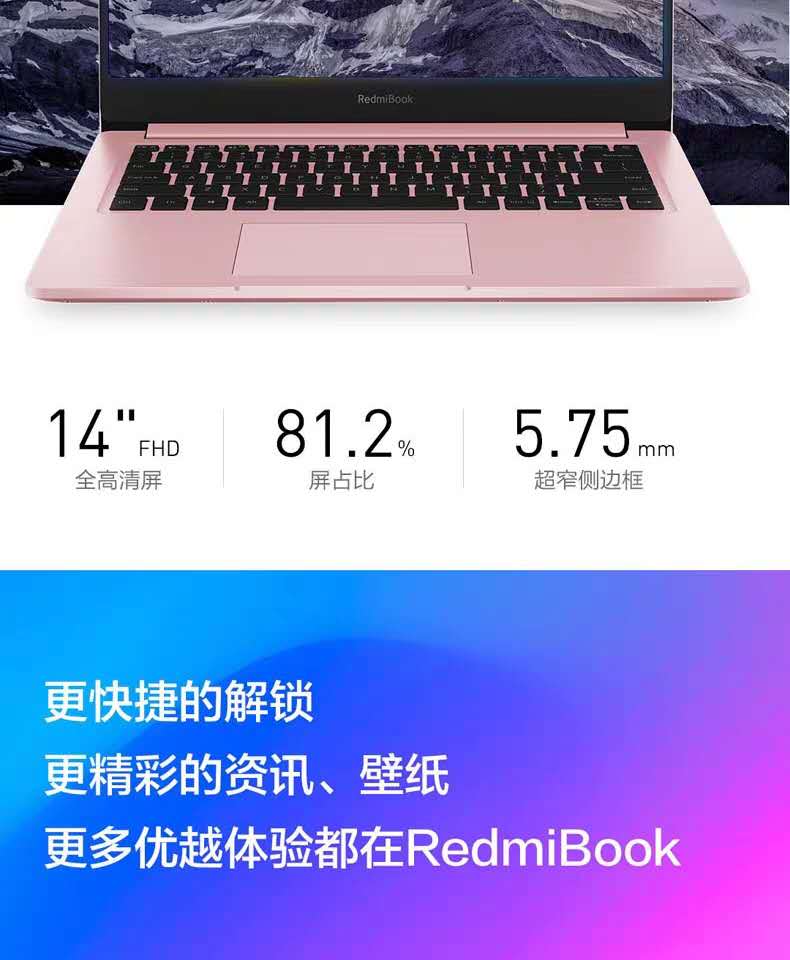 RedmiBook
14" FHD
全高清屏
81.2%
屏占比
5.75mm
超窄侧边框
更快捷的解锁
更精彩的资讯、壁纸
更多优越体验都在RedmiBook